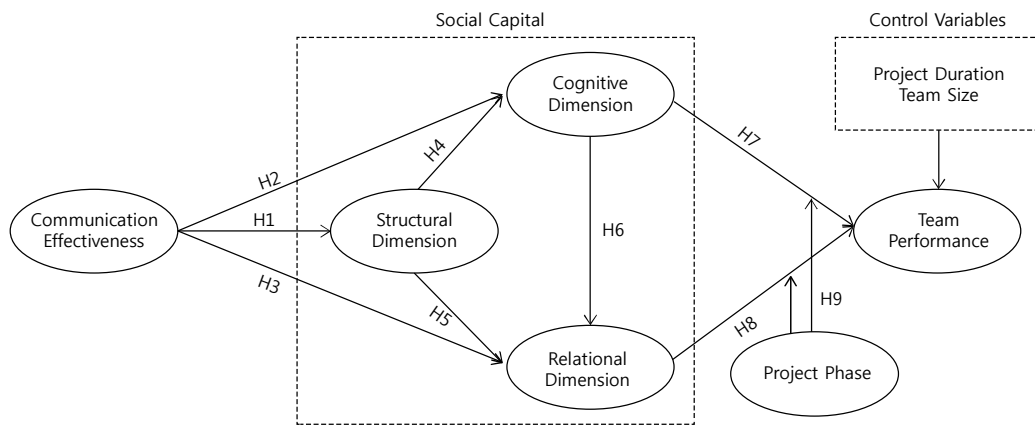 Social Capital
Control Variables
Project Duration
Team Size
Cognitive
Dimension
H7
H4
H2
Communication
Effectiveness
H1
Structural
Dimension
H6
Team
Performance
H3
H5
H9
H8
Relational
Dimension
Project Phase